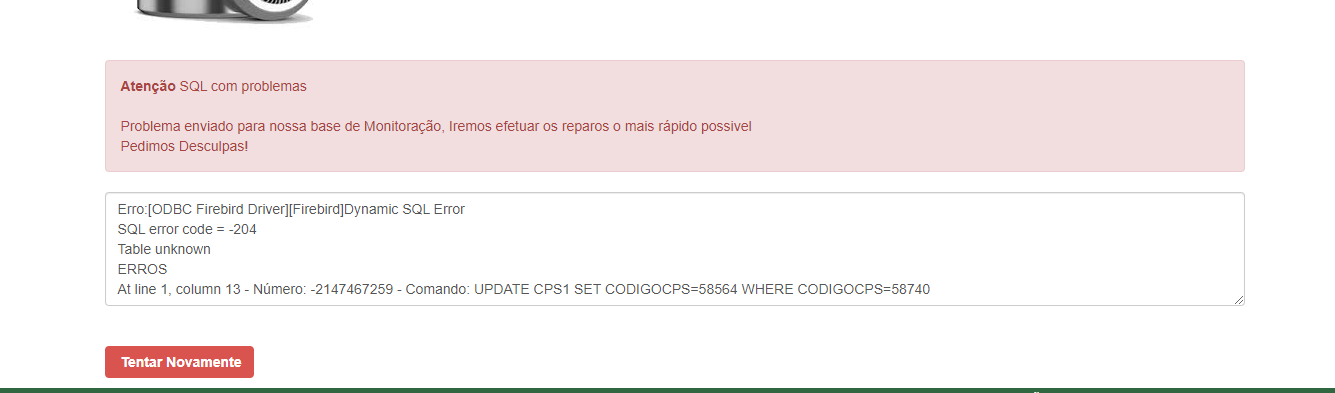 Atenção SQL com problemas
Problema enviado para nossa base de Monitoração, Iremos efetuar os reparos o mais rápido possivel
Pedimos Desculpas!
Erro:[ODBC Firebird Driver][Firebird]Dynamic SQL Error
SQL error code = -204
Table unknown
ERROS
At line 1, column 13 - Número: -2147467259 - Comando: UPDATE CPS1 SET CODIGOCPS=58564 WHERE CODIGOCPS=58740
Tentar Novamente